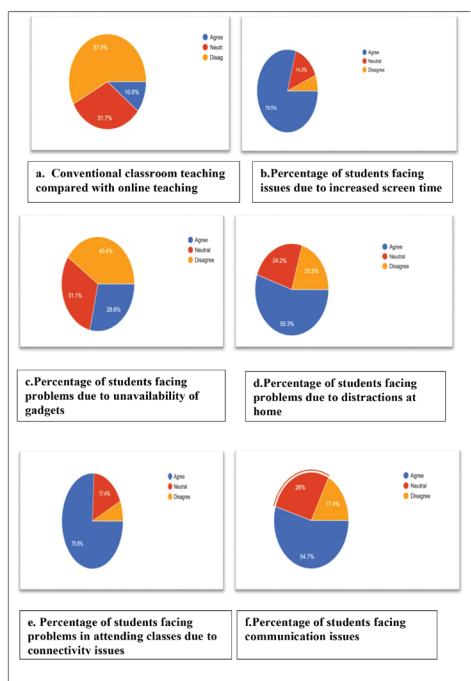 57.8%
10.6%
31.7%
Agree
Neutr
Disag
a. Conventional classroom teaching
compared with online teaching
14.3%
79.5%
Agree
Neutral
Disagree
b.Percentage of students facing
issues due to increased screen time
40.4%
31.1%
28.6%
Agree
Neutral
Disagree
c.Percentage of students facing
problems due to unavailability of
gadgets
24.2%
20.5%
55.3%
Agree
Neutral
Disagree
d.Percentage of students facing
problems due to distractions at
home
17.4%
75.8%
Agree
Neutral
Disagree
e. Percentage of students facing
problems in attending classes due to
connectivity issues
28%
17.4%
54.7%
Agree
Neutral
Disagree
f.Percentage of students facing
communication issues